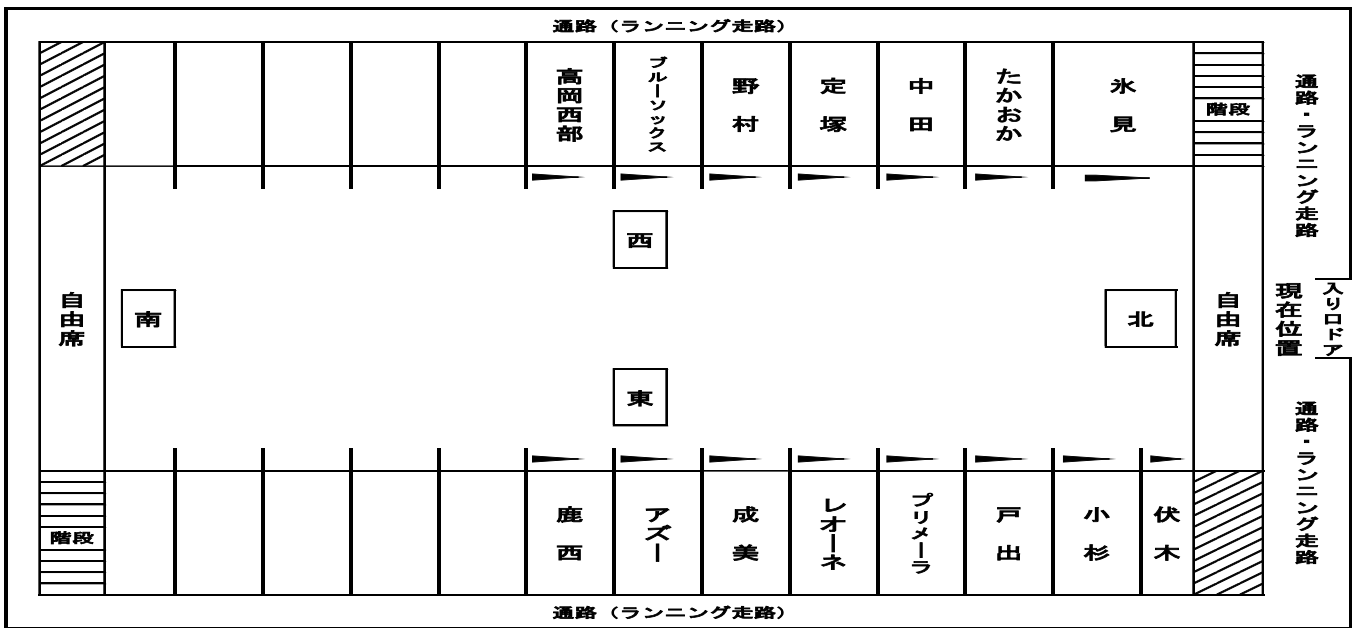 通路（ランニング走路）
高岡西部
ブルーソックス
野村
定塚
中田
たかおか
氷見
階段
通路・ランニング走路
西
自由席
南
北
自由席
現在位置
入り口ドア
東
階段
鹿西
アズー
成美
レオーネ
プリメーラ
戸出
小杉
伏木
通路・ランニング走路
通路（ランニング走路）